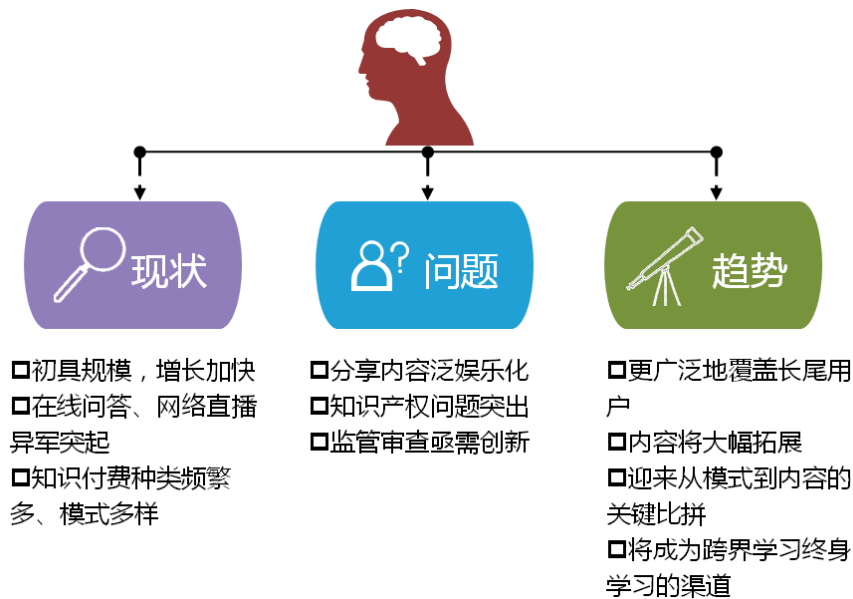 现状
问题
趋势
初具规模，增长加快
在线问答、网络直播
异军突起
知识付费种类频繁
多、模式多样
分享内容泛娱乐化
知识产权问题突出
监管审查亟需创新
更广泛地覆盖长尾用
户
内容将大幅拓展
迎来从模式到内容的
关键比拼
将成为跨界学习终身
学习的渠道